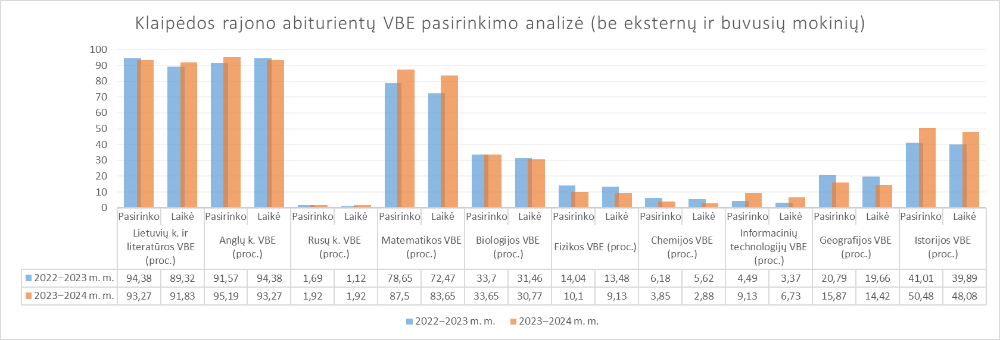 Klaipėdos rajono abiturientų VBE pasirinkimo analizė (be eksternų ir buvusių mokinių)
100
90
80
70
60
50
40
30
20
10
0
Pasirinko Laikė Pasirinko Laikė Pasirinko Laikė Pasirinko Laikė Pasirinko Laikė Pasirinko Laikė Pasirinko Laikė Pasirinko Laikė Pasirinko Laikė Pasirinko Laikė
Lietuvių k. ir
literatūros VBE
(proc.)
Anglų k. VBE
(proc.)
Rusų k. VBE
(proc.)
Matematikos VBE
(proc.)
Biologijos VBE
(proc.)
Fizikos VBE (proc.)
Chemijos VBE
(proc.)
Informacinių
technologijų VBE
(proc.)
Geografijos VBE
(proc.)
Istorijos VBE
(proc.)
2022–2023 m. m. 94,38 89,32 91,57 94,38 1,69 1,12 78,65 72,47 33,7 31,46 14,04 13,48 6,18 5,62 4,49 3,37 20,79 19,66 41,01 39,89
2023–2024 m. m. 93,27 91,83 95,19 93,27 1,92 1,92 87,5 83,65 33,65 30,77 10,1 9,13 3,85 2,88 9,13 6,73 15,87 14,42 50,48 48,08
2022–2023 m. m. 2023–2024 m. m.